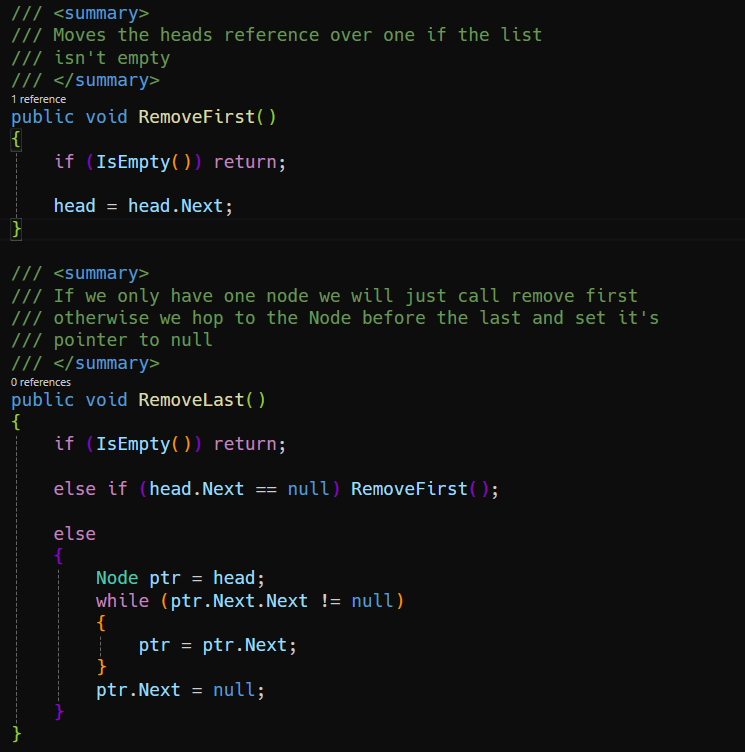 /// <summary>
/// Moves the heads reference over one if the list
/// isn't empty
/// </summary>
1 reference
public void RemoveFirst()
{
    if (IsEmpty()) return;
    head = head.Next;
}
/// <summary>
/// If we only have one node we will just call remove first
/// otherwise we hop to the Node before the last and set it's
/// pointer to null
/// </summary>
0 references
public void RemoveLast()
{
    if (IsEmpty()) return;
    else if (head.Next == null) RemoveFirst();
    else
    {
        Node ptr = head;
        while (ptr.Next.Next != null)
        {
            ptr = ptr.Next;
        }
        ptr.Next = null;
    }
}